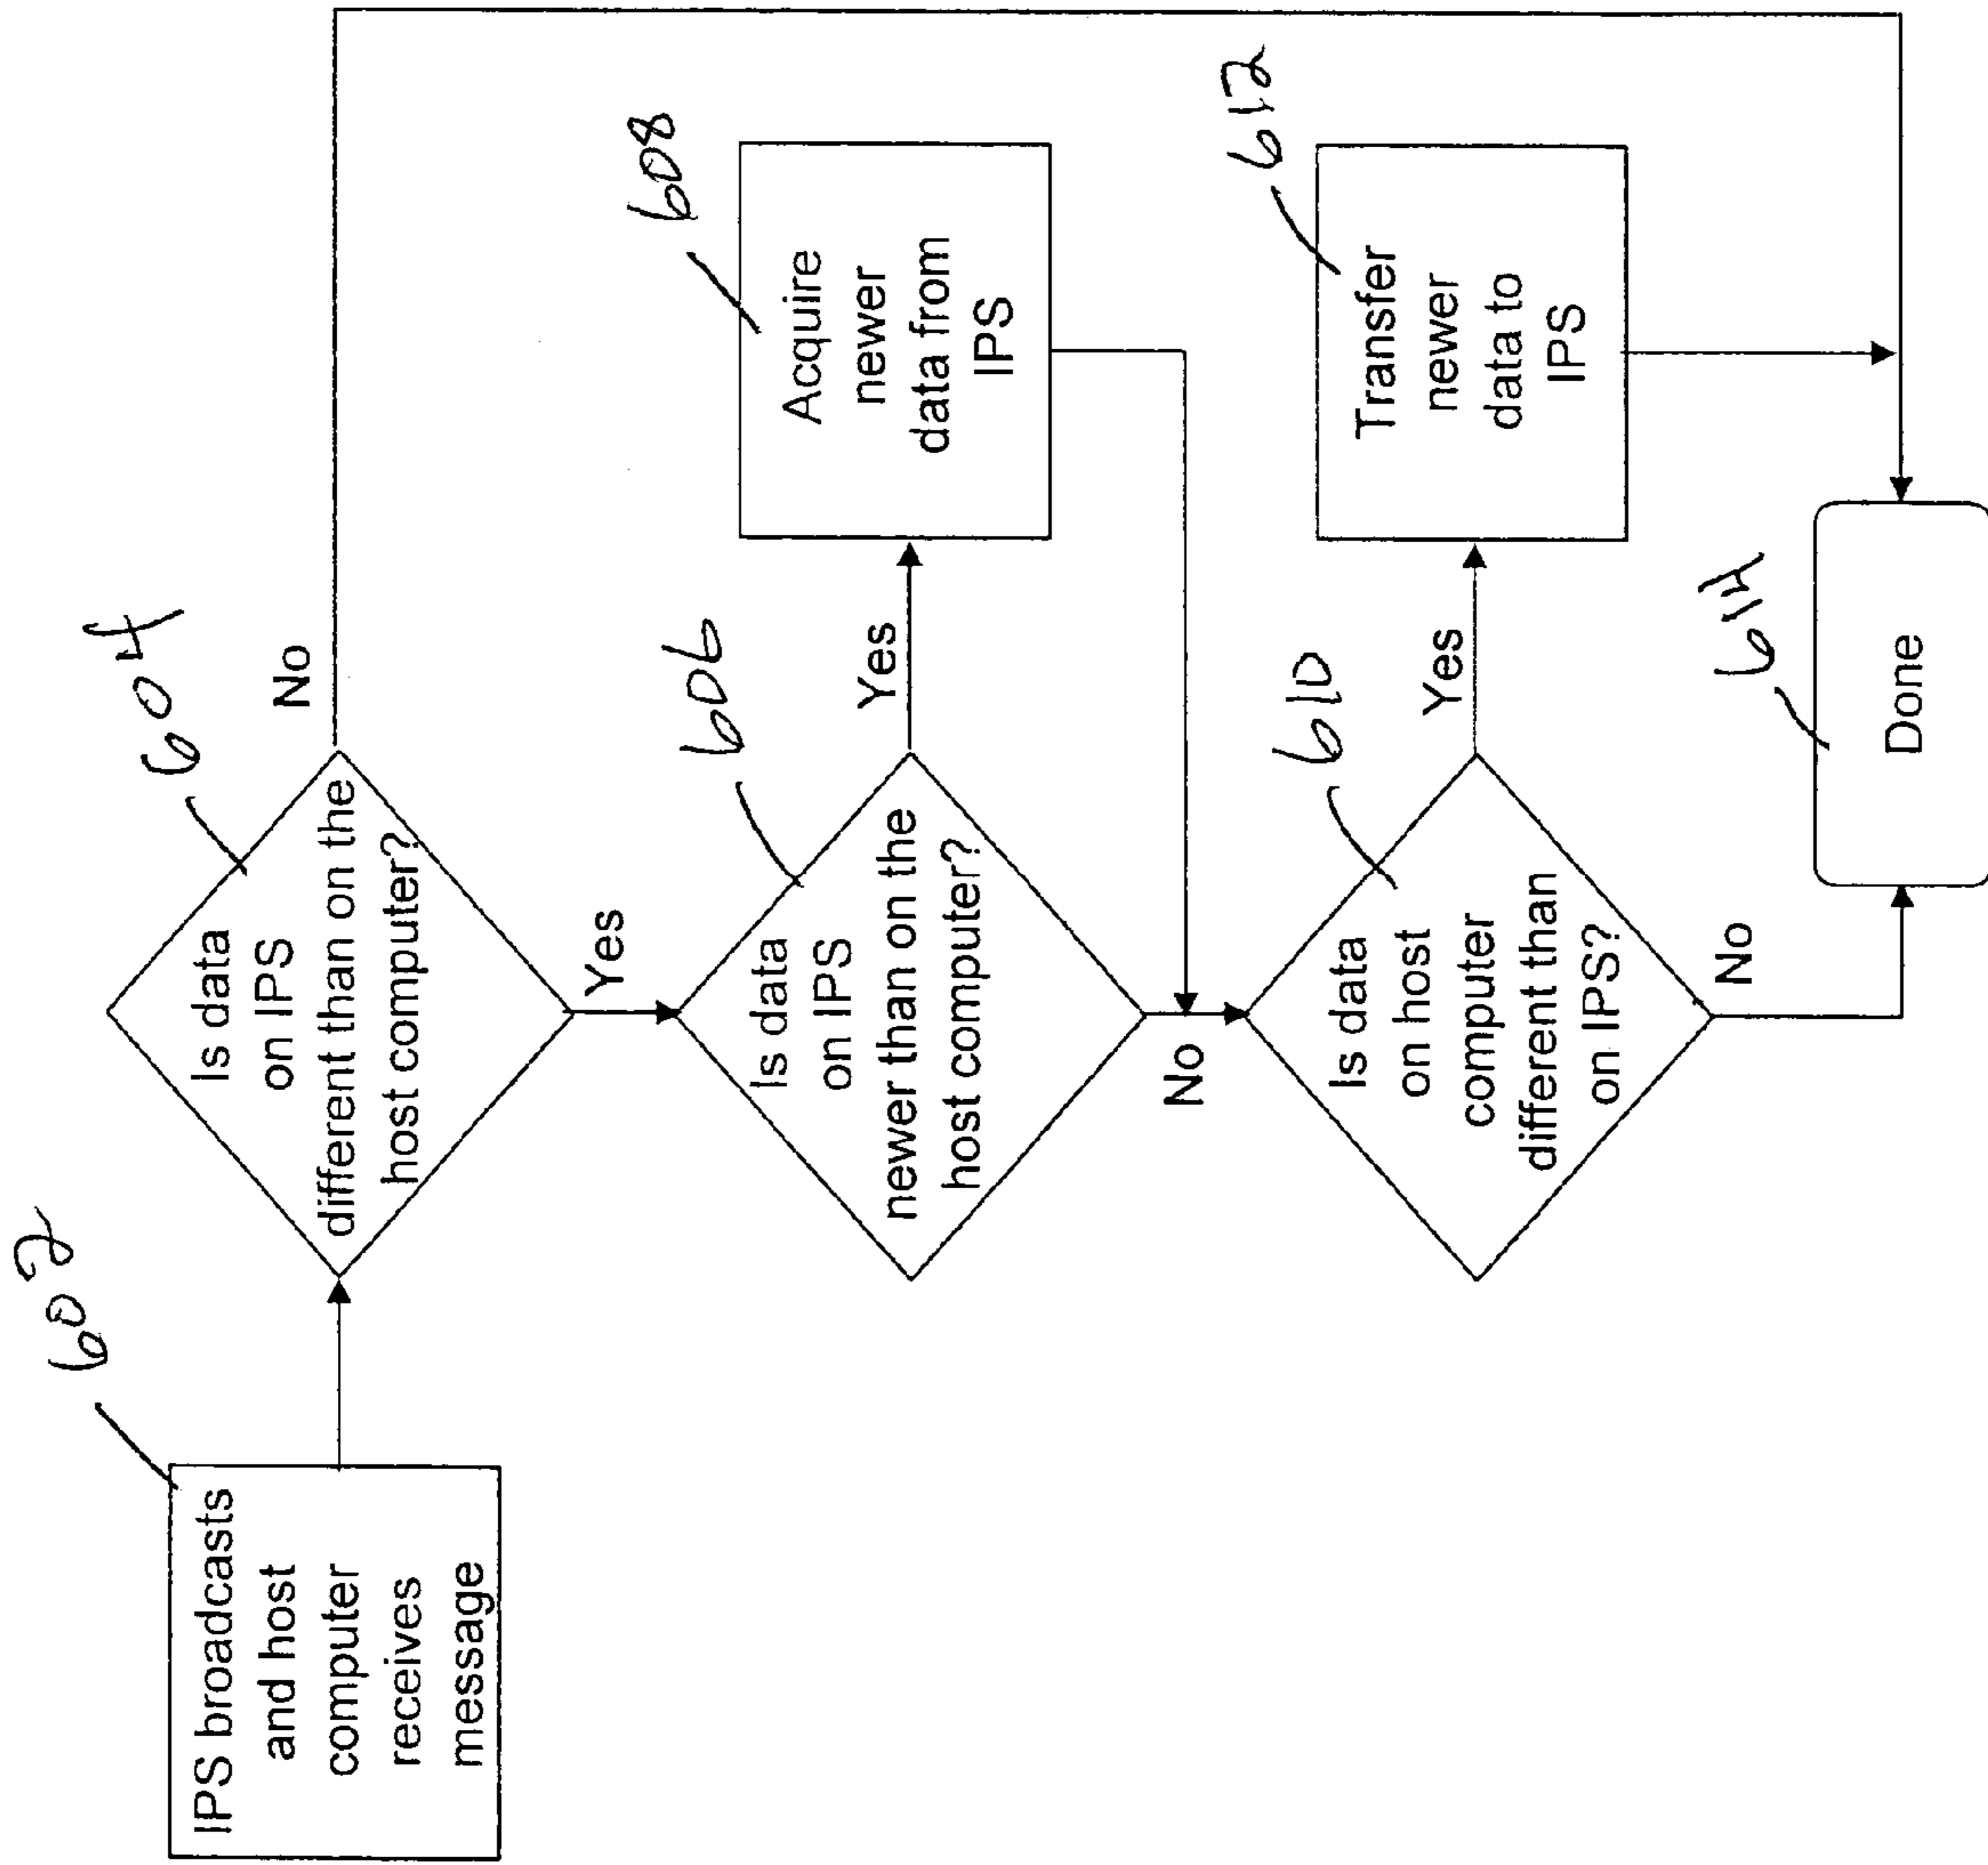 602
IPS broadcasts
and host
computer
receives
message
604
Is data
on IPS
different than on the
host computer?
No
Yes
606
Is data
on IPS
newer than on the
host computer?
Yes
608
Acquire
newer
data from
IPS
No
610
Is data
on host
computer
different than
on IPS?
Yes
612
Transfer
newer
data to
IPS
No
614
Done